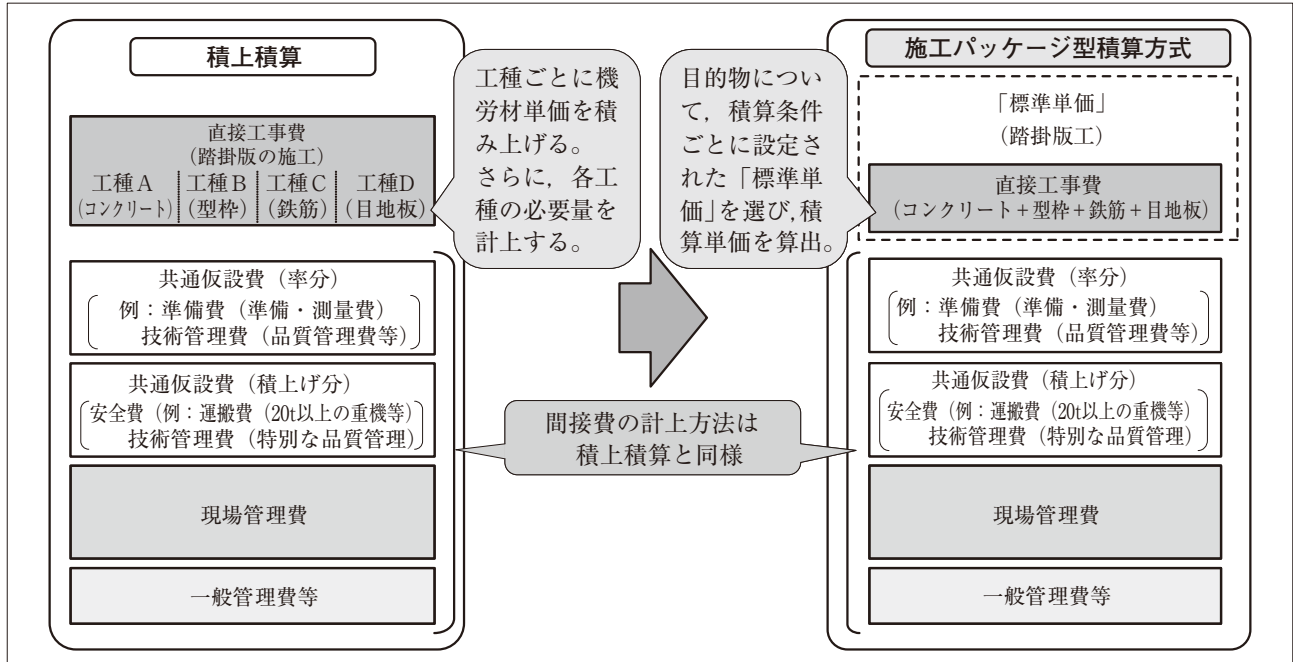 積上積算
直接工事費
(踏掛版の施工)
工種A
(コンクリート)
工種B
(型枠)
工種C
(鉄筋)
工種D
(目地板)
共通仮設費（率分）
例：準備費（準備・測量費）
技術管理費（品質管理費等）
共通仮設費（積上げ分）
安全費（例：運搬費（20t以上の重機等）
技術管理費（特別な品質管理）
現場管理費
一般管理費等
工種ごとに機
労材単価を積
み上げる。
さらに，各工
種の必要量を
計上する。
目的物につい
て，積算条件
ごとに設定さ
れた「標準単
価」を選び，積
算単価を算出。
間接費の計上方法は
積上積算と同様
施工パッケージ型積算方式
「標準単価」
（踏掛版工）
直接工事費
（コンクリート＋型枠＋鉄筋＋目地板）
共通仮設費（率分）
例：準備費（準備・測量費）
技術管理費（品質管理費等）
共通仮設費（積上げ分）
安全費（例：運搬費（20t以上の重機等）
技術管理費（特別な品質管理）
現場管理費
一般管理費等